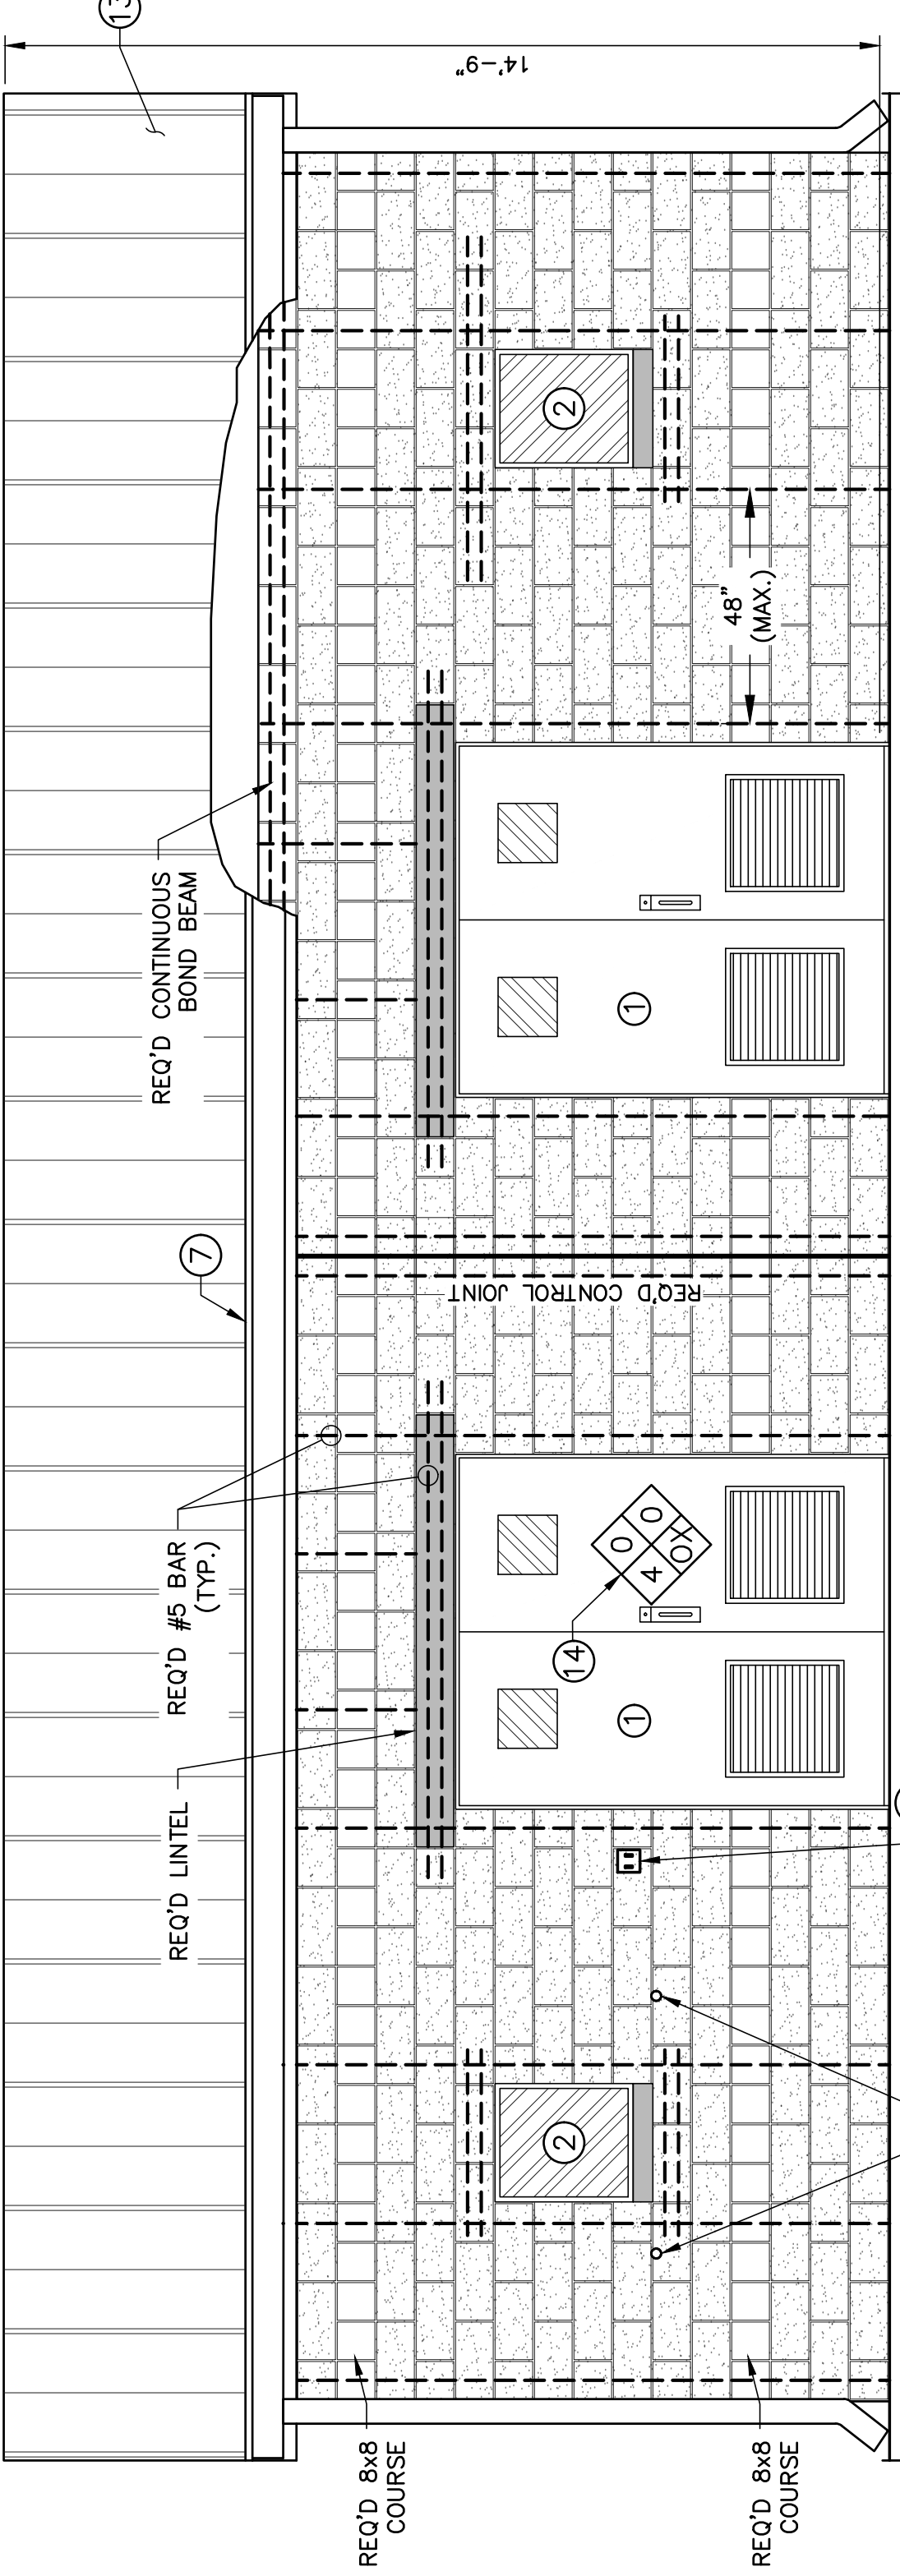 13
14'-9"
REQ'D CONTINUOUS
BOND BEAM
7
REQ'D #5 BAR
(TYP.)
REQ'D LINTEL
REQ'D 8x8
COURSE
REQ'D 8x8
COURSE
2
2
48"
(MAX.)
REQ'D CONTROL JOINT
1
1
14
0
0
4
OX